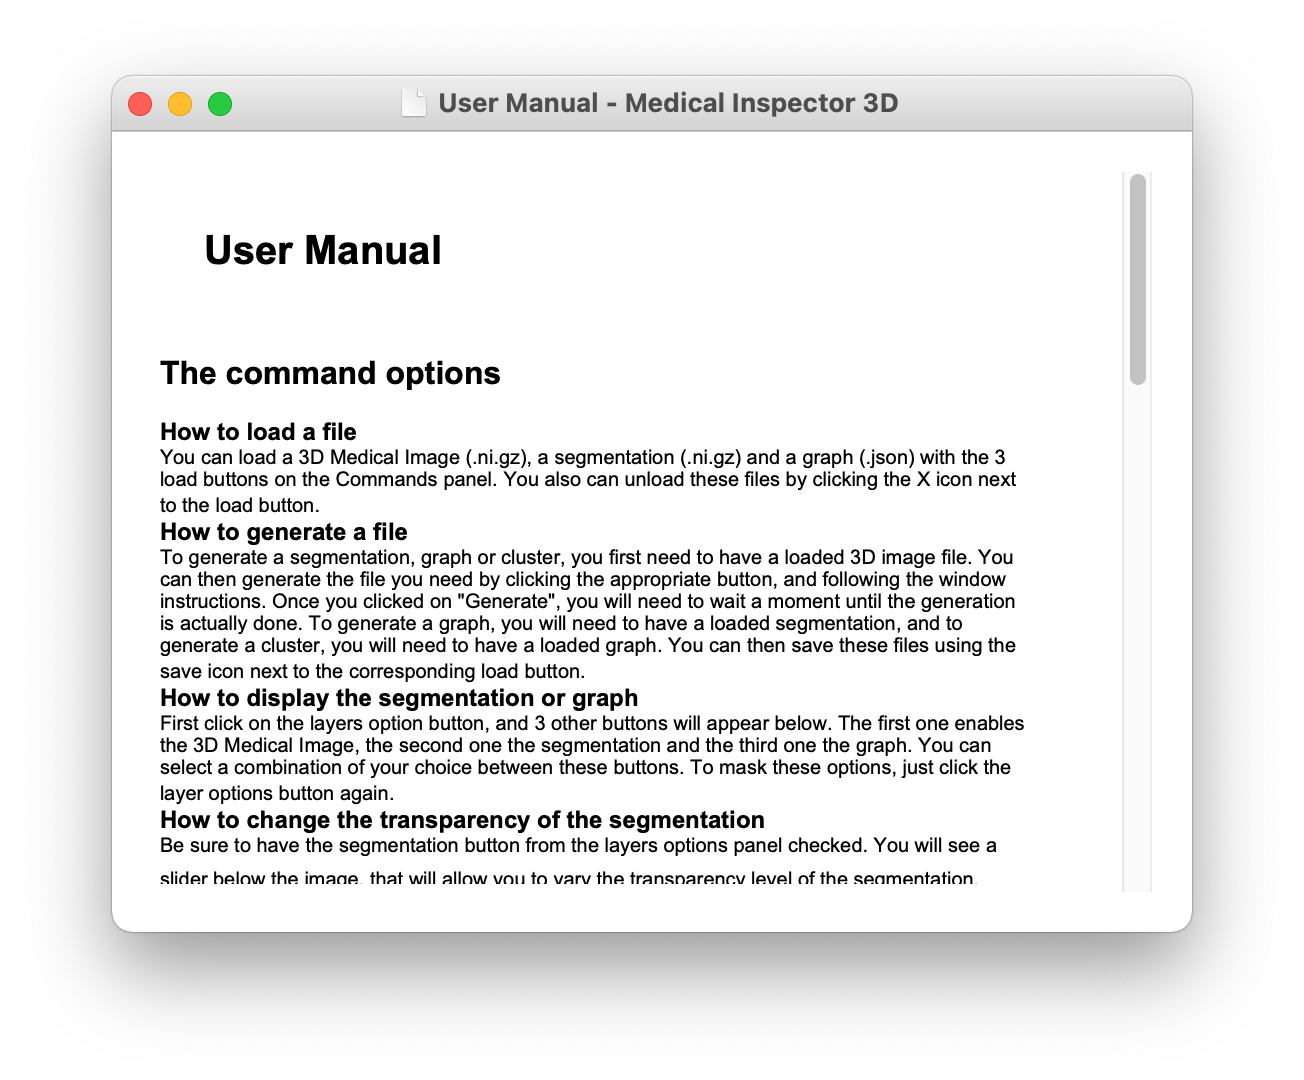 User Manual - Medical Inspector 3D
User Manual
The command options
How to load a file
You can load a 3D Medical Image (.ni.gz), a segmentation (.ni.gz) and a graph (.json) with the 3
load buttons on the Commands panel. You also can unload these files by clicking the X icon next
to the load button.
How to generate a file
To generate a segmentation, graph or cluster, you first need to have a loaded 3D image file. You
can then generate the file you need by clicking the appropriate button, and following the window
instructions. Once you clicked on "Generate", you will need to wait a moment until the generation
is actually done. To generate a graph, you will need to have a loaded segmentation, and to
generate a cluster, you will need to have a loaded graph. You can then save these files using the
save icon next to the corresponding load button.
How to display the segmentation or graph
First click on the layers option button, and 3 other buttons will appear below. The first one enables
the 3D Medical Image, the second one the segmentation and the third one the graph. You can
select a combination of your choice between these buttons. To mask these options, just click the
layer options button again.
How to change the transparency of the segmentation
Be sure to have the segmentation button from the layers options panel checked. You will see a
slider below the image, that will allow you to vary the transparency level of the segmentation.